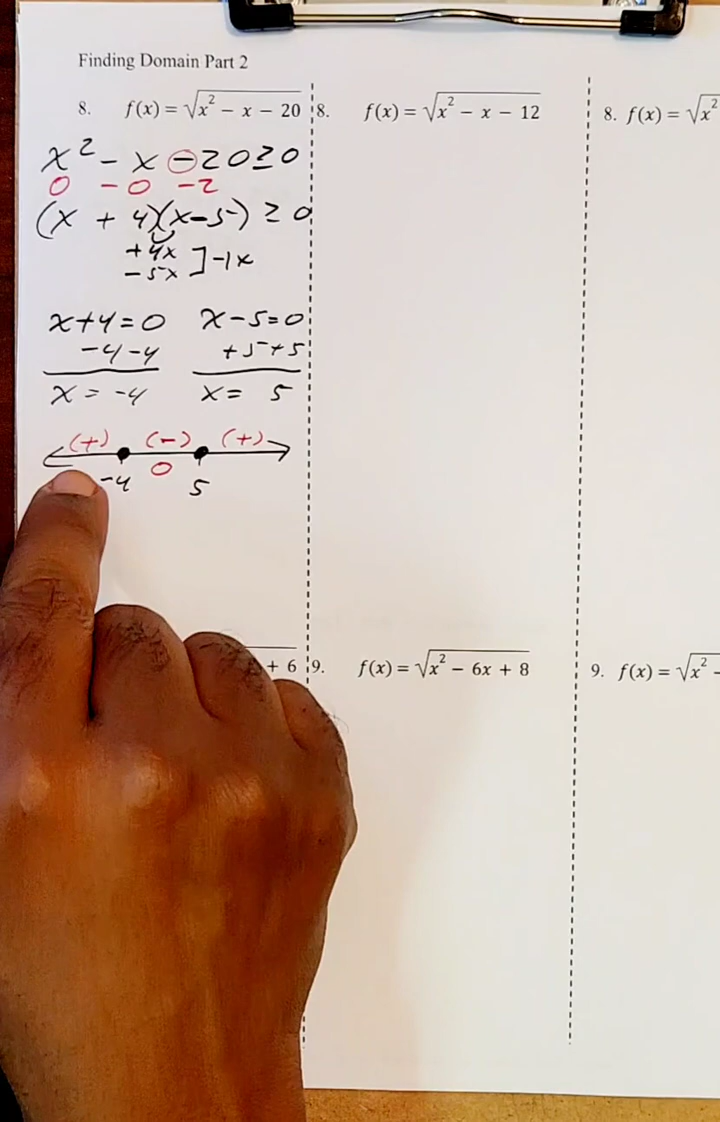 Finding Domain Part 2
8. f(x) = √x² − x − 20
x² − x − 20 ≥ 0
0 − 0 − 2
(x + 4)(x − 5) ≥ 0
+4x
−5x ] −1x
x + 4 = 0 x − 5 = 0
−4 −4 +5 +5
x = −4 x = 5
(+) (−) (+)
0
−4 5
+ 6
8. f(x) = √x² − x − 12
9. f(x) = √x² − 6x + 8
8. f(x) = √x²
9. f(x) = √x² −